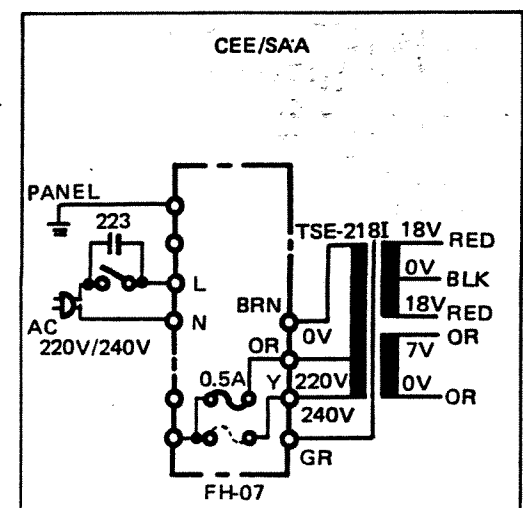 CEE/SAA
PANEL
223
TSE-218I
18V
RED
0V
BLK
L
BRN
18V
RED
AC
N
0V
OR
220V/240V
OR
7V
0.5A
Y
220V
0V
OR
240V
GR
FH-07